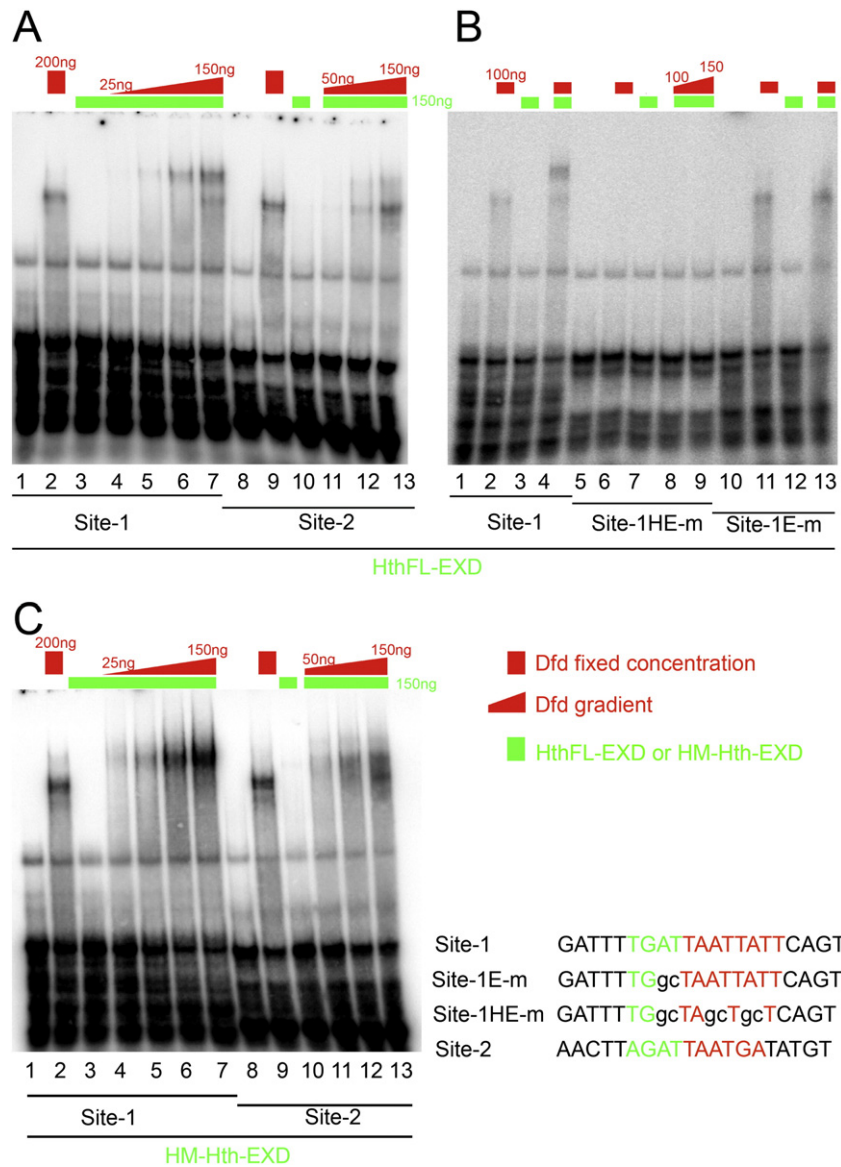 A
200ng
25ng
150ng
50ng
150ng
150ng
1 2 3 4 5 6 7 8 9 10 11 12 13
Site-1
Site-2
B
100ng
100
150
1 2 3 4 5 6 7 8 9 10 11 12 13
Site-1
Site-1HE-m
Site-1E-m
HthFL-EXD
C
200ng
25ng
150ng
50ng
150ng
150ng
1 2 3 4 5 6 7 8 9 10 11 12 13
Site-1
Site-2
HM-Hth-EXD
Dfd fixed concentration
Dfd gradient
HthFL-EXD or HM-Hth-EXD
Site-1 GATTTTGATTAATTATTCAGT
Site-1E-m GATTTTGgcTAATTATTCAGT
Site-1HE-m GATTTTGgcTAgcTgcTCAGT
Site-2 AACTTAGATTAATGATATGT